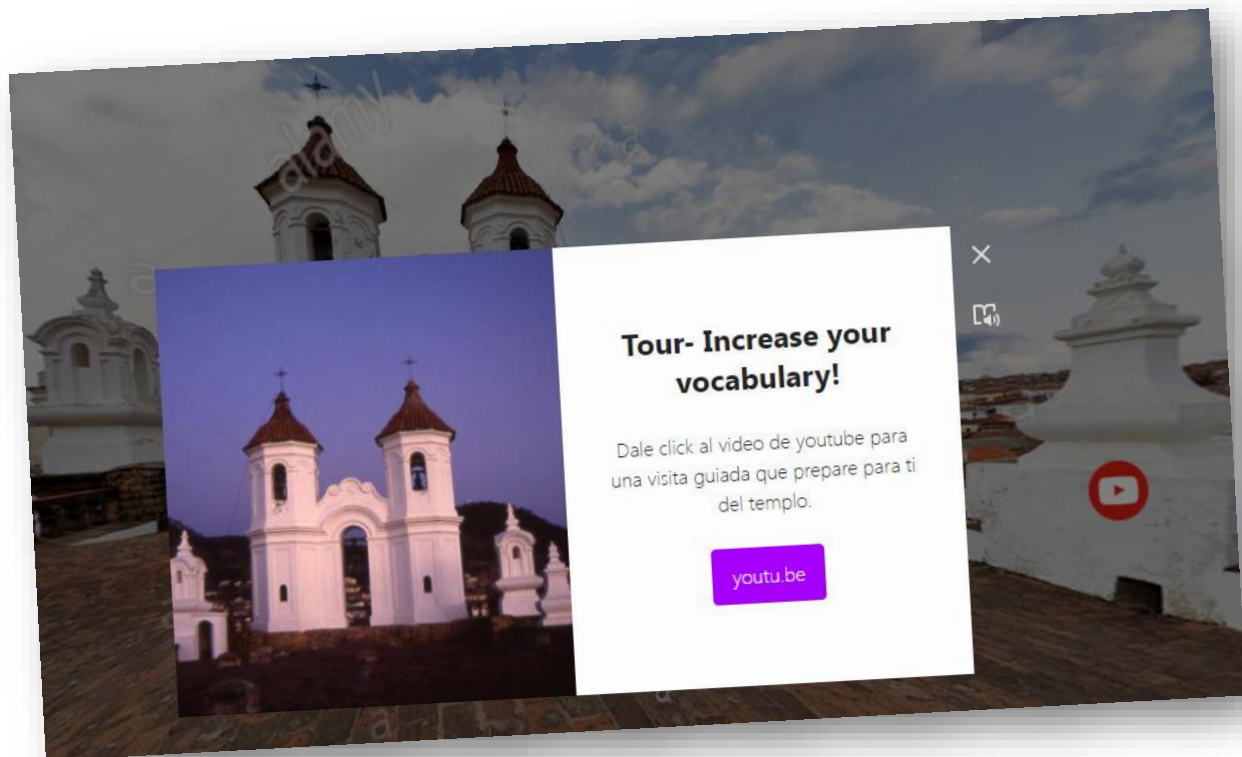 alamy
Tour- Increase your
vocabulary!
Dale click al video de youtube para
una visita guiada que prepare para ti
del templo.
youtu.be